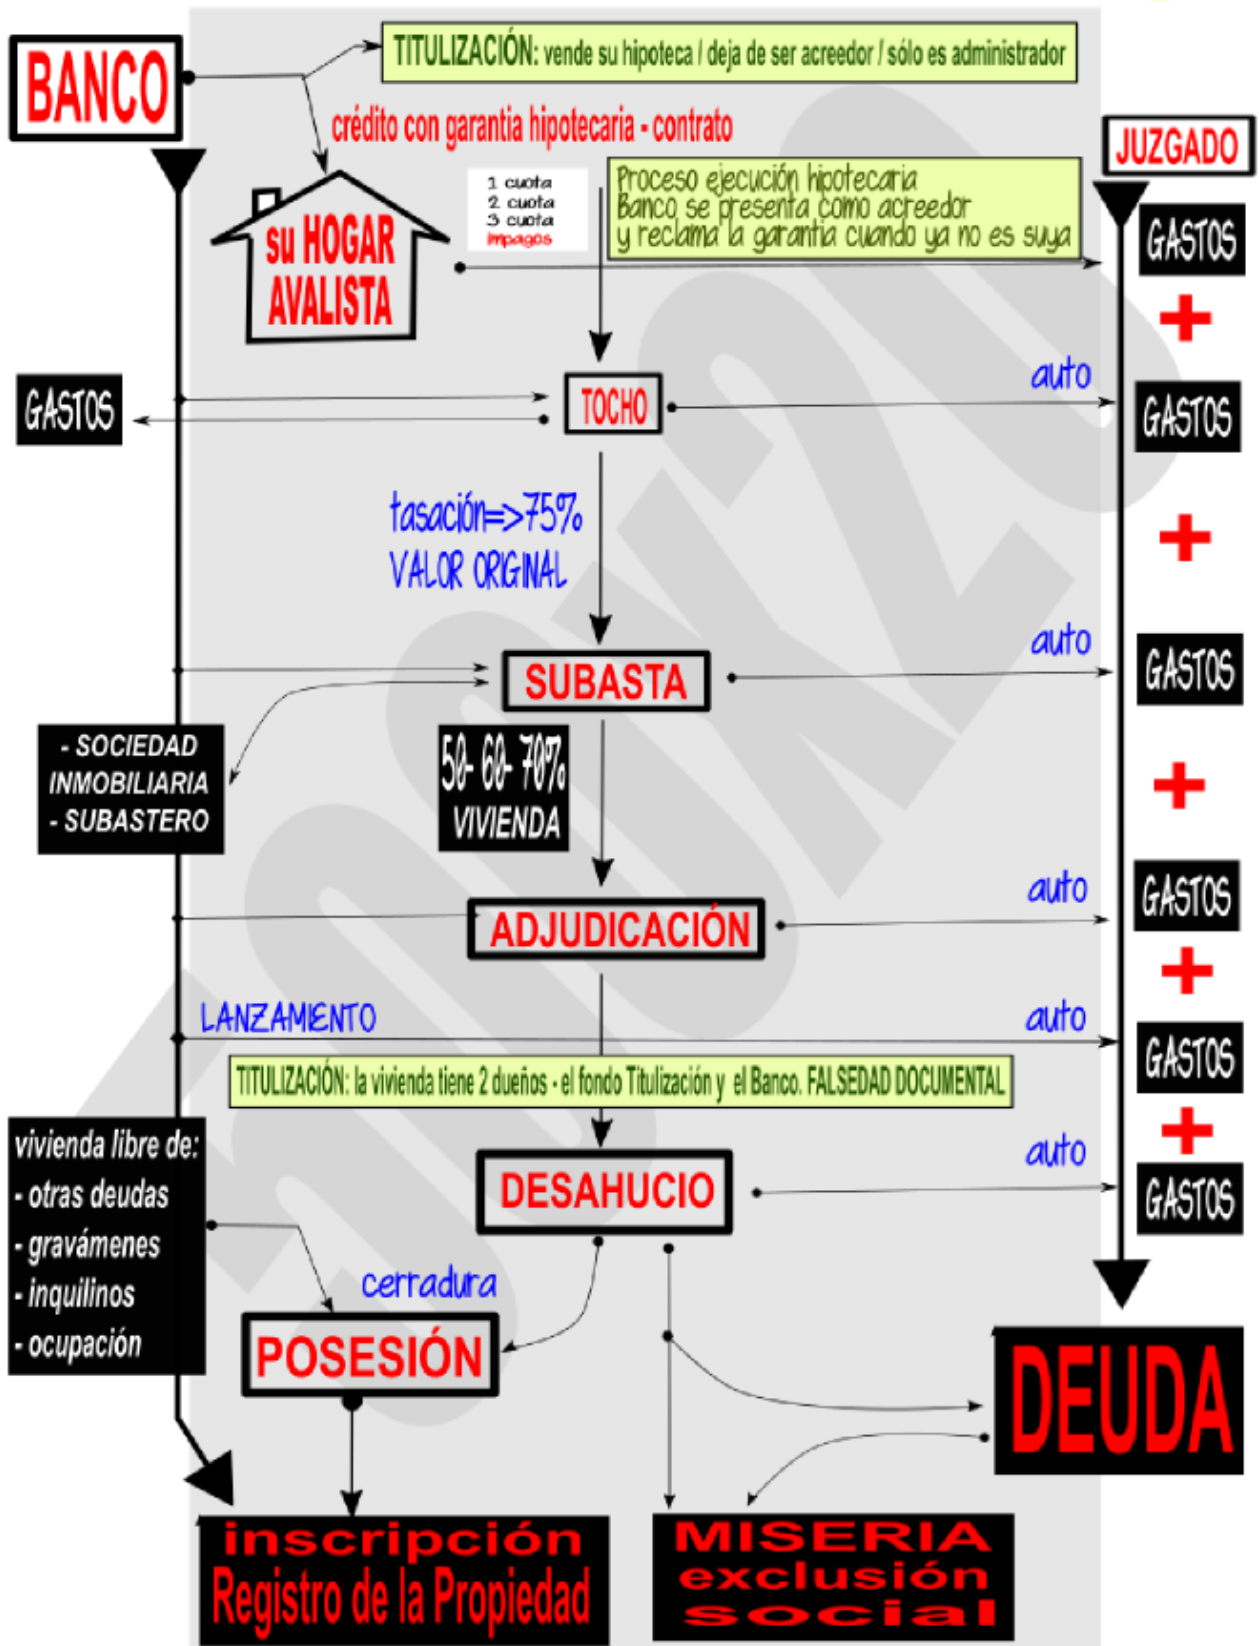 TITULIZACIÓN: vende su hipoteca / deja de ser acreedor / sólo es administrador
BANCO
crédito con garantia hipotecaria - contrato
JUZGADO
1 cuota
2 cuota
3 cuota
impagos
Proceso ejecución hipotecaria
Banco se presenta como acreedor
y reclama la garantia cuando ya no es suya
su HOGAR
AVALISTA
GASTOS
+
auto
GASTOS
TOCHO
GASTOS
tasación=>75%
VALOR ORIGINAL
+
auto
SUBASTA
GASTOS
- SOCIEDAD
INMOBILIARIA
- SUBASTERO
50- 60- 70%
VIVIENDA
+
auto
GASTOS
ADJUDICACIÓN
+
LANZAMIENTO
auto
GASTOS
TITULIZACIÓN: la vivienda tiene 2 dueños - el fondo Titulización y el Banco. FALSEDAD DOCUMENTAL
+
vivienda libre de:
- otras deudas
- gravámenes
- inquilinos
- ocupación
auto
DESAHUCIO
GASTOS
cerradura
POSESIÓN
DEUDA
inscripción
Registro de la Propiedad
MISERIA
exclusión
social
500x20